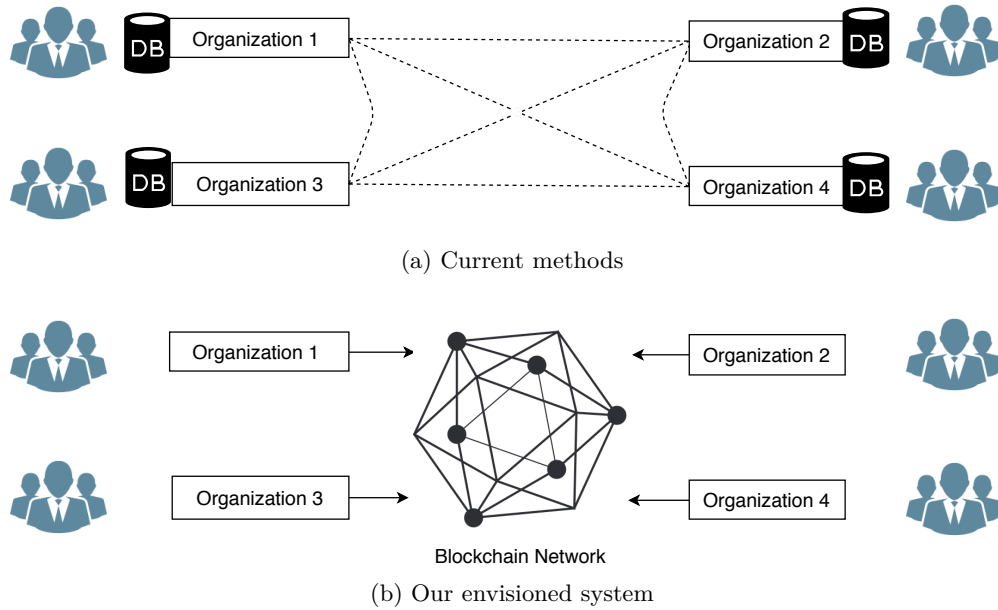 DB Organization 1 Organization 2 DB
DB Organization 3 Organization 4 DB
(a) Current methods
Organization 1 Organization 2
Organization 3 Organization 4
Blockchain Network
(b) Our envisioned system